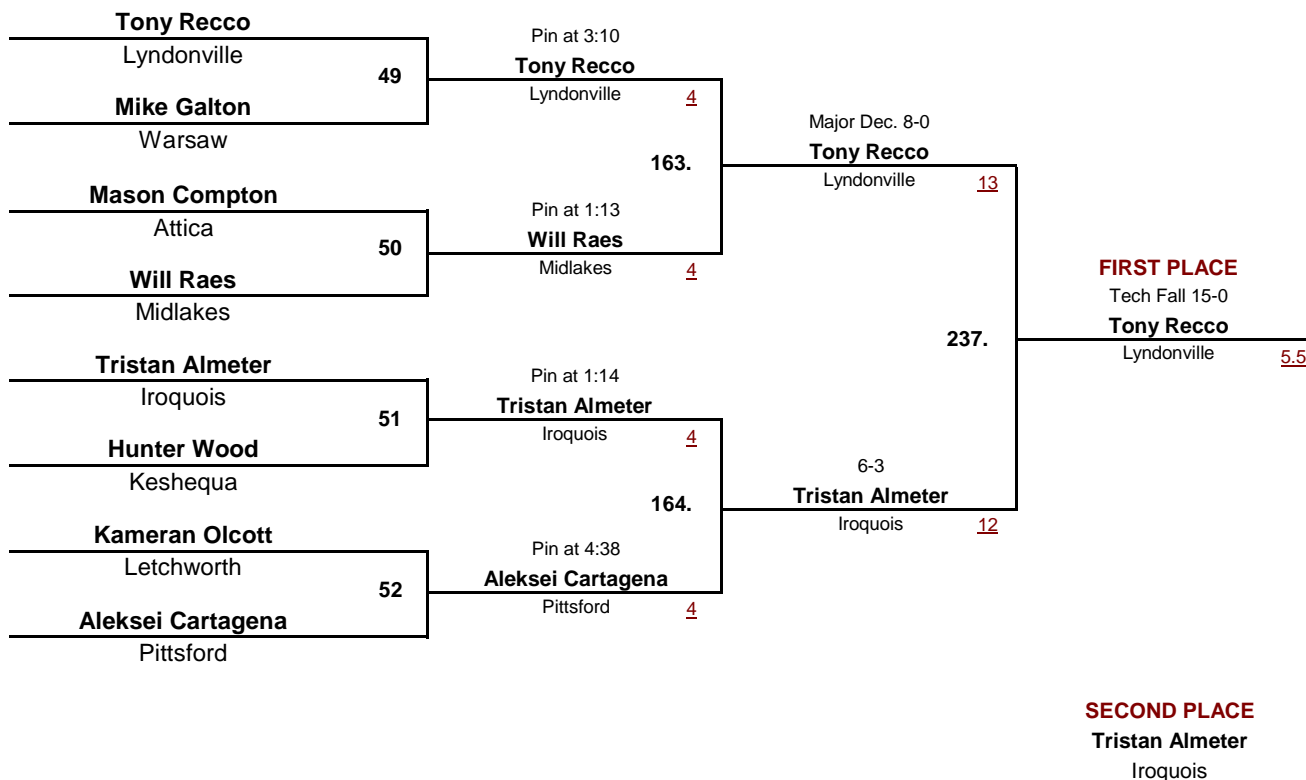 Tony Recco
Lyndonville
49
Mike Galton
Warsaw
Mason Compton
Attica
50
Will Raes
Midlakes
Tristan Almeter
Iroquois
51
Hunter Wood
Keshequa
Kameran Olcott
Letchworth
52
Aleksei Cartagena
Pittsford
Pin at 3:10
Tony Recco
Lyndonville 4
163.
Pin at 1:13
Will Raes
Midlakes 4
Pin at 1:14
Tristan Almeter
Iroquois 4
164.
Pin at 4:38
Aleksei Cartagena
Pittsford 4
Major Dec. 8-0
Tony Recco
Lyndonville 13
237.
6-3
Tristan Almeter
Iroquois 12
FIRST PLACE
Tech Fall 15-0
Tony Recco
Lyndonville 5.5
SECOND PLACE
Tristan Almeter
Iroquois